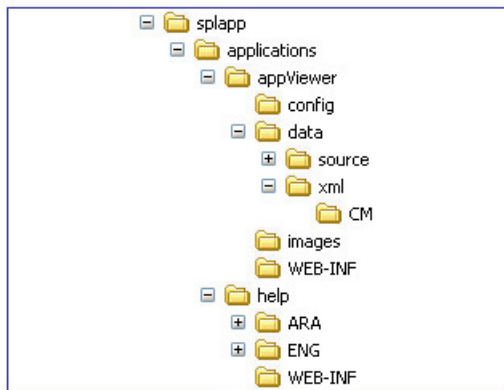 splapp
applications
appViewer
config
data
source
xml
CM
images
WEB-INF
help
ARA
ENG
WEB-INF